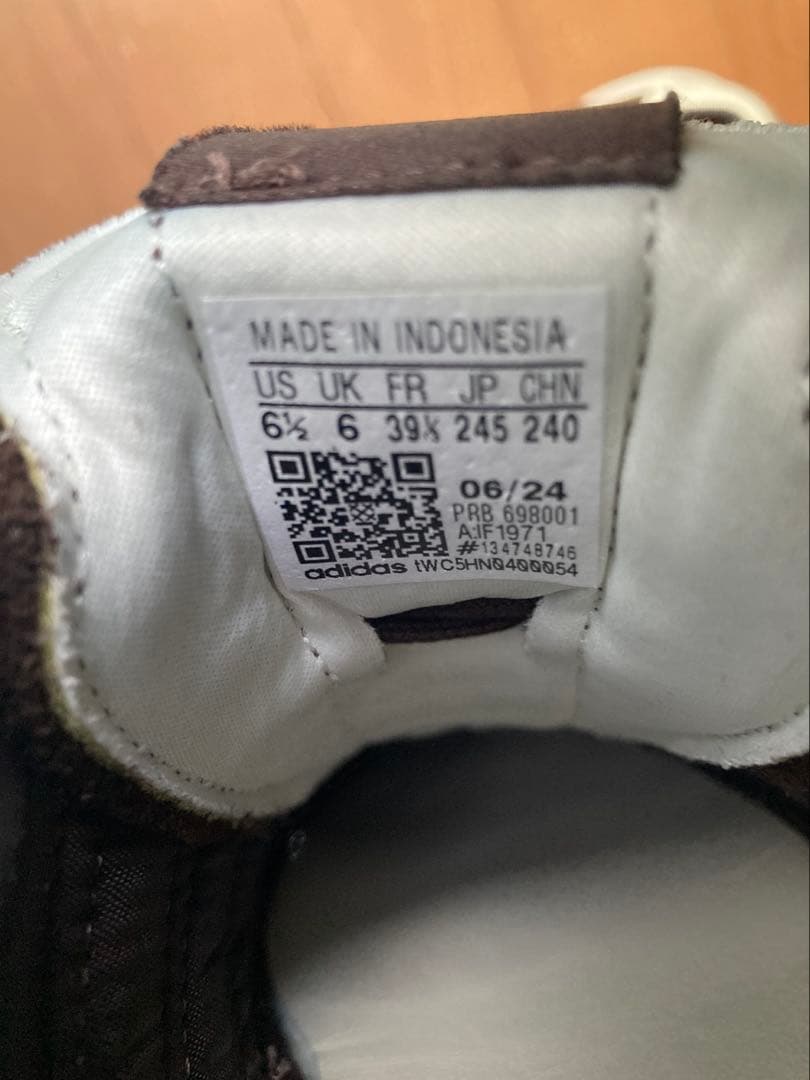 MADE IN INDONESIA
US UK FR JP CHN
6½ 6 39⅓ 245 240
06/24
PRB 698001
A:IF1971
#134748746
adidas tWC5HN0400054